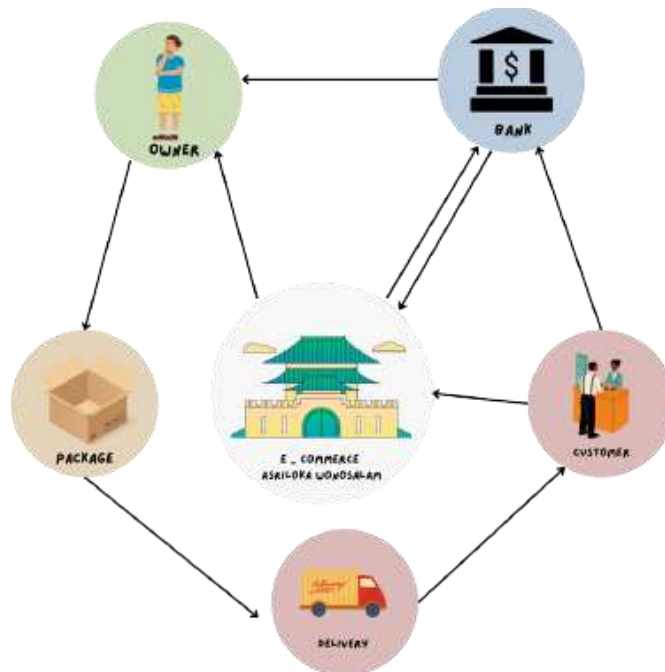 OWNER
$
BANK
PACKAGE
E - COMMERCE
ASRILOKA WONOSALAM
CUSTOMER
DELIVERY